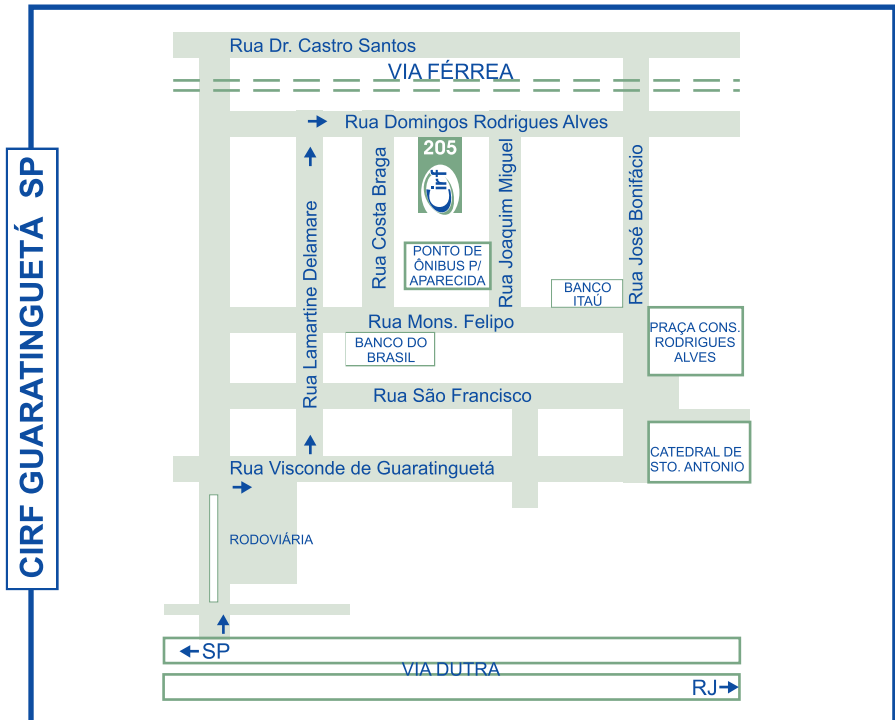 CIRF GUARATINGUETÁ SP
Rua Dr. Castro Santos
VIA FÉRREA
Rua Domingos Rodrigues Alves
205
Cirf
Rua Lamartine Delamare
Rua Costa Braga
Rua Joaquim Miguel
Rua José Bonifácio
PONTO DE
ÔNIBUS P/
APARECIDA
BANCO
ITAÚ
Rua Mons. Felipo
PRAÇA CONS.
RODRIGUES
ALVES
BANCO DO
BRASIL
Rua São Francisco
CATEDRAL DE
STO. ANTONIO
Rua Visconde de Guaratinguetá
RODOVIÁRIA
SP
VIA DUTRA
RJ